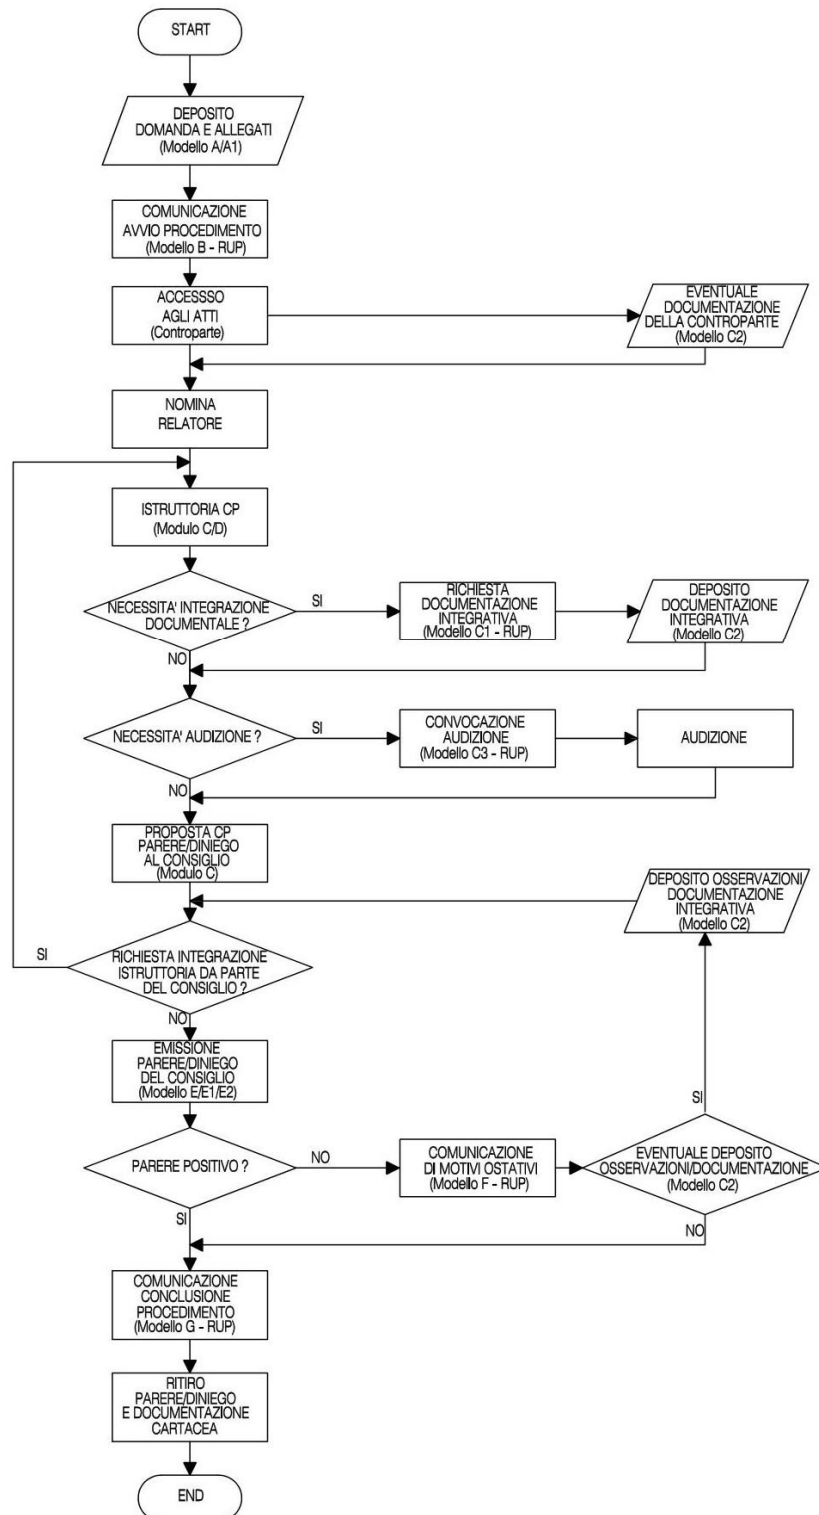 START
DEPOSITO
DOMANDA E ALLEGATI
(Modello A/A1)
COMUNICAZIONE
AVVIO PROCEDIMENTO
(Modello B - RUP)
ACCESSSO
AGLI ATTI
(Controparte)
EVENTUALE
DOCUMENTAZIONE
DELLA CONTROPARTE
(Modello C2)
NOMINA
RELATORE
ISTRUTTORIA CP
(Modulo C/D)
NECESSITA' INTEGRAZIONE
DOCUMENTALE ?
SI
RICHIESTA
DOCUMENTAZIONE
INTEGRATIVA
(Modello C1 - RUP)
DEPOSITO
DOCUMENTAZIONE
INTEGRATIVA
(Modello C2)
NO
NECESSITA' AUDIZIONE ?
SI
CONVOCAZIONE
AUDIZIONE
(Modello C3 - RUP)
AUDIZIONE
NO
PROPOSTA CP
PARERE/DINIEGO
AL CONSIGLIO
(Modulo C)
DEPOSITO OSSERVAZIONI
DOCUMENTAZIONE
INTEGRATIVA
(Modello C2)
SI
RICHIESTA INTEGRAZIONE
ISTRUTTORIA DA PARTE
DEL CONSIGLIO ?
NO
EMISSIONE
PARERE/DINIEGO
DEL CONSIGLIO
(Modello E/E1/E2)
SI
PARERE POSITIVO ?
NO
COMUNICAZIONE
DI MOTIVI OSTATIVI
(Modello F - RUP)
EVENTUALE DEPOSITO
OSSERVAZIONI/DOCUMENTAZIONE
(Modello C2)
SI
NO
COMUNICAZIONE
CONCLUSIONE
PROCEDIMENTO
(Modello G - RUP)
RITIRO
PARERE/DINIEGO
E DOCUMENTAZIONE
CARTACEA
END